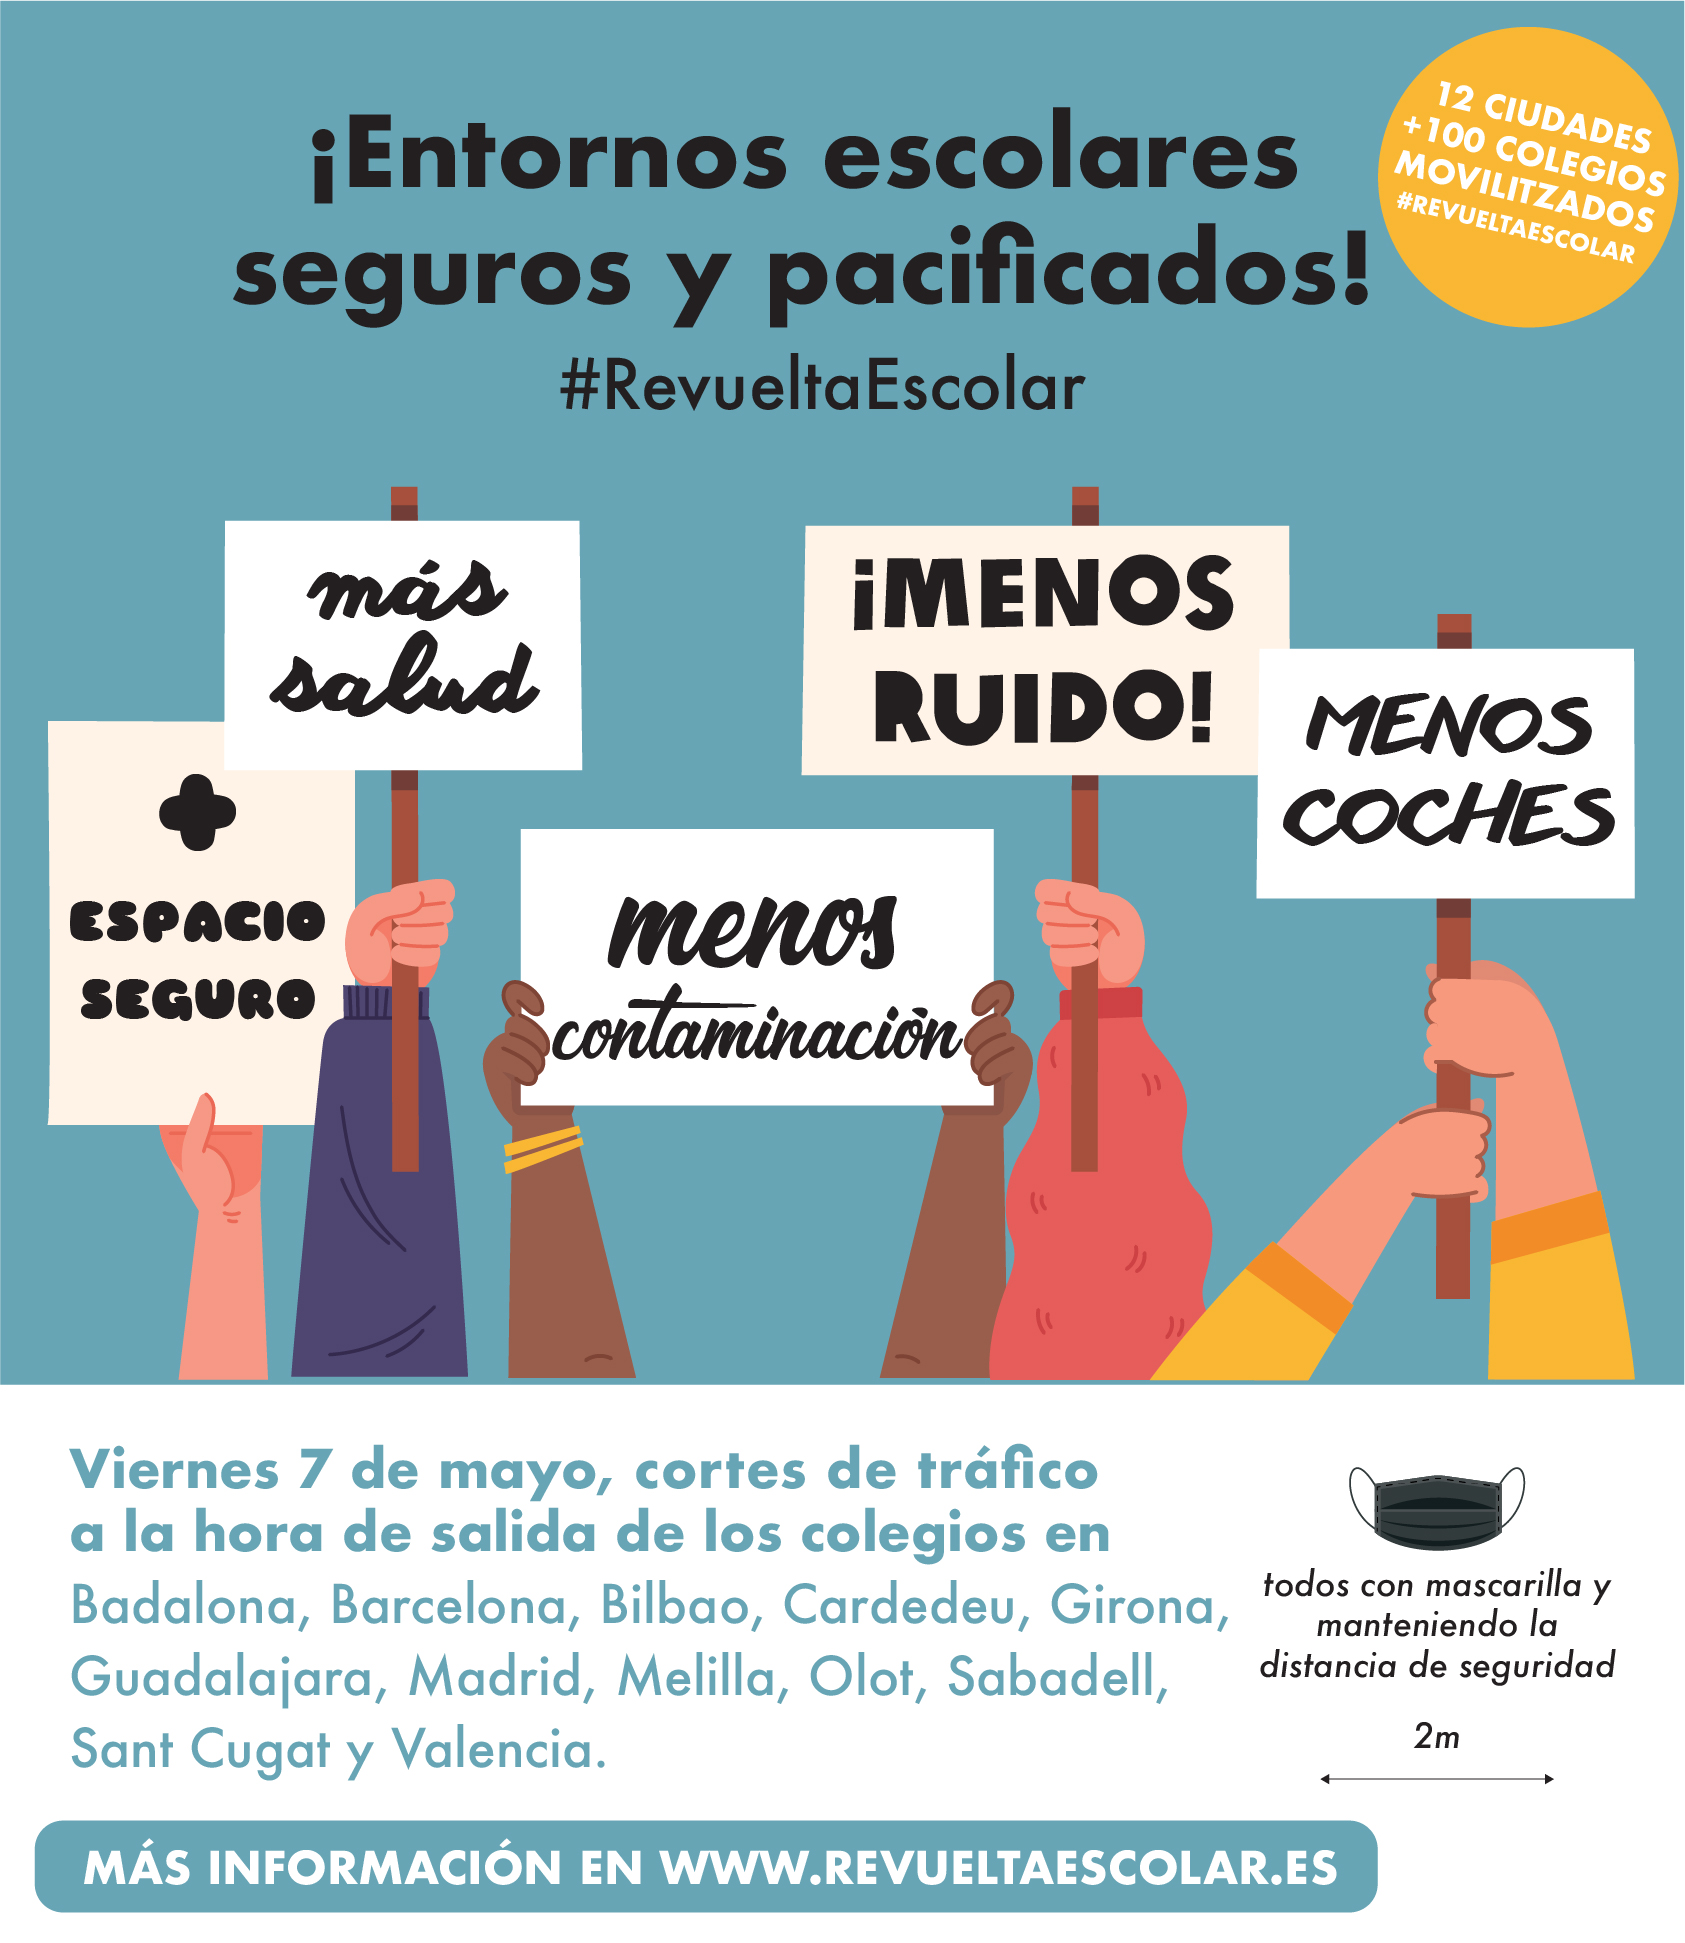 ¡Entornos escolares
seguros y pacificados!
#RevueltaEscolar
12 CIUDADES
+100 COLEGIOS
MOVILITZADOS
#REVUELTAESCOLAR
más
salud
¡MENOS
RUIDO!
MENOS
COCHES
+
ESPACIO
SEGURO
menos
contaminación
Viernes 7 de mayo, cortes de tráfico
a la hora de salida de los colegios en
Badalona, Barcelona, Bilbao, Cardedeu, Girona,
Guadalajara, Madrid, Melilla, Olot, Sabadell,
Sant Cugat y Valencia.
todos con mascarilla y
manteniendo la
distancia de seguridad
2m
MÁS INFORMACIÓN EN WWW.REVUELTAESCOLAR.ES